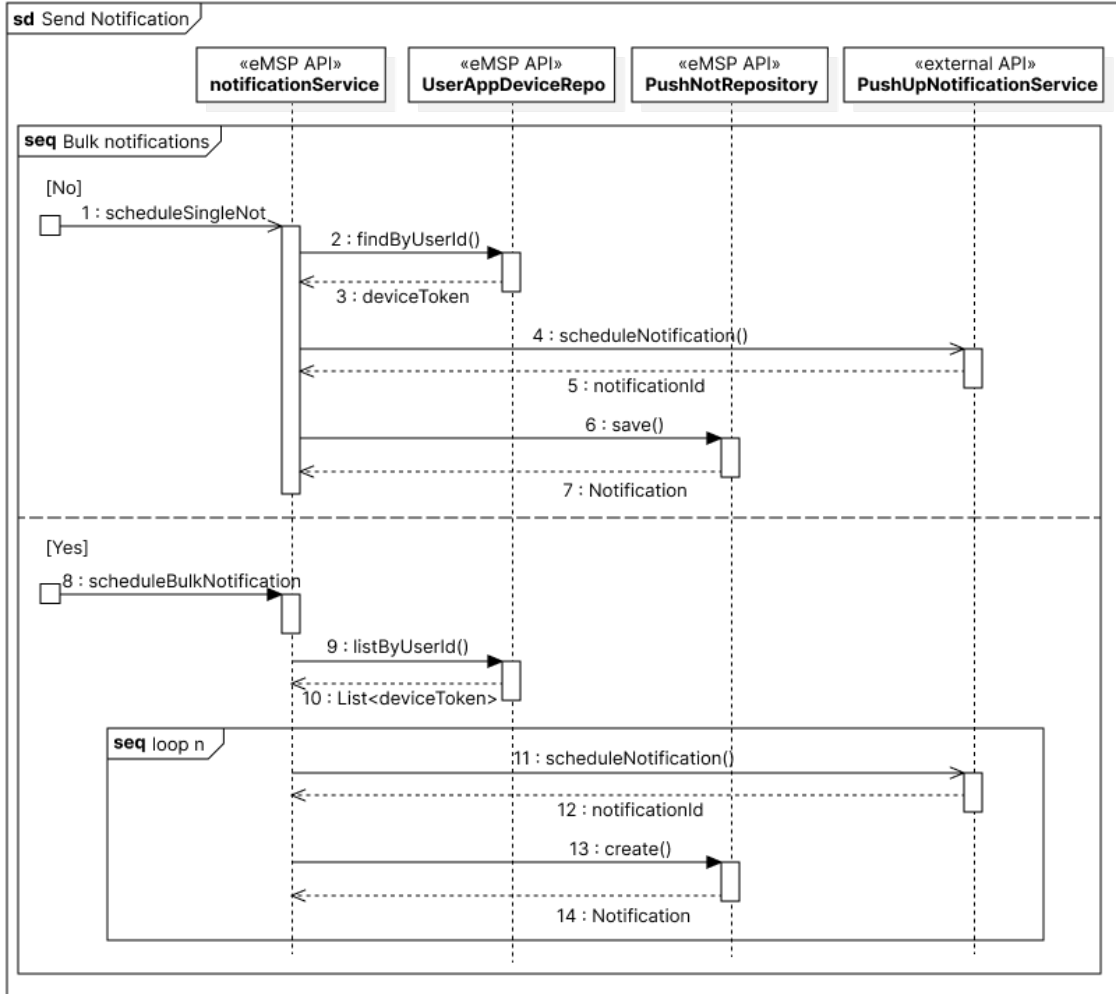 sd Send Notification
«eMSP API»
notificationService
«eMSP API»
UserAppDeviceRepo
«eMSP API»
PushNotRepository
«external API»
PushUpNotificationService
seq Bulk notifications
[No]
1 : scheduleSingleNot
2 : findByUserId()
3 : deviceToken
4 : scheduleNotification()
5 : notificationId
6 : save()
7 : Notification
[Yes]
8 : scheduleBulkNotification
9 : listByUserId()
10 : List<deviceToken>
seq loop n
11 : scheduleNotification()
12 : notificationId
13 : create()
14 : Notification